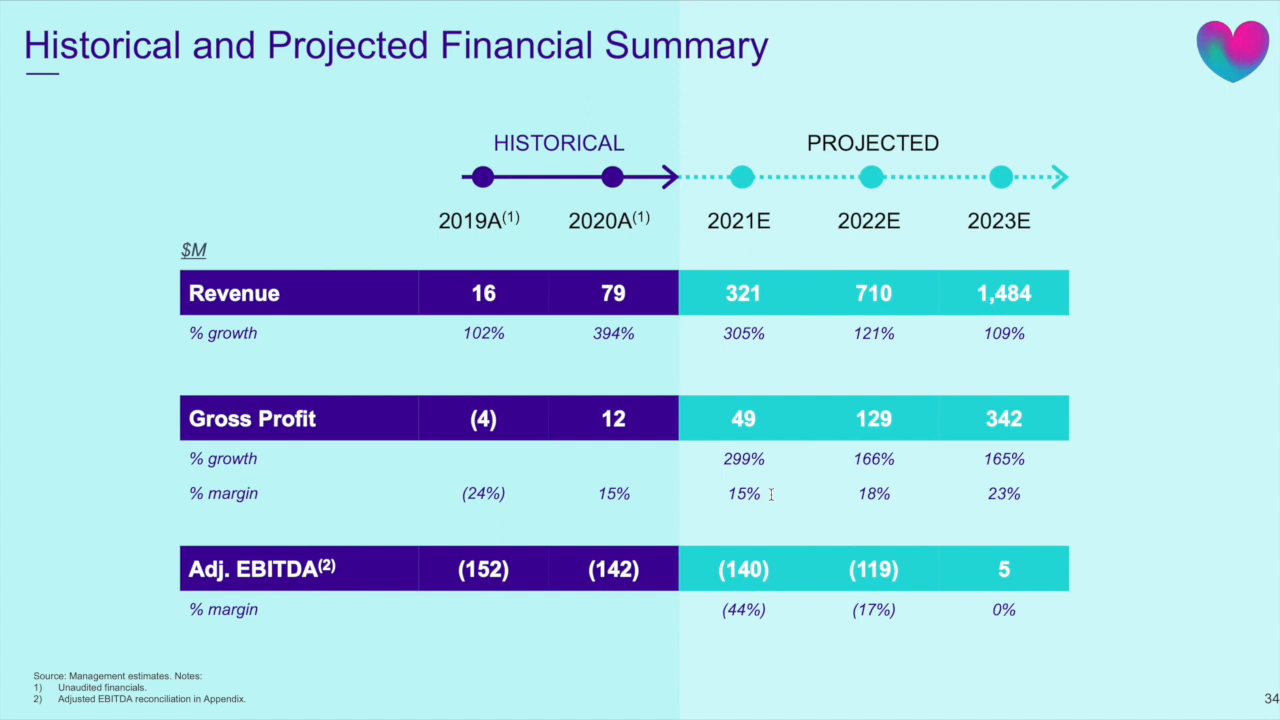 Historical and Projected Financial Summary
HISTORICAL PROJECTED
2019A(1) 2020A(1) 2021E 2022E 2023E
$M
Revenue 16 79 321 710 1,484
% growth 102% 394% 305% 121% 109%
Gross Profit (4) 12 49 129 342
% growth 299% 166% 165%
% margin (24%) 15% 15% 18% 23%
Adj. EBITDA(2) (152) (142) (140) (119) 5
% margin (44%) (17%) 0%
Source: Management estimates. Notes:
1) Unaudited financials.
2) Adjusted EBITDA reconciliation in Appendix.
34